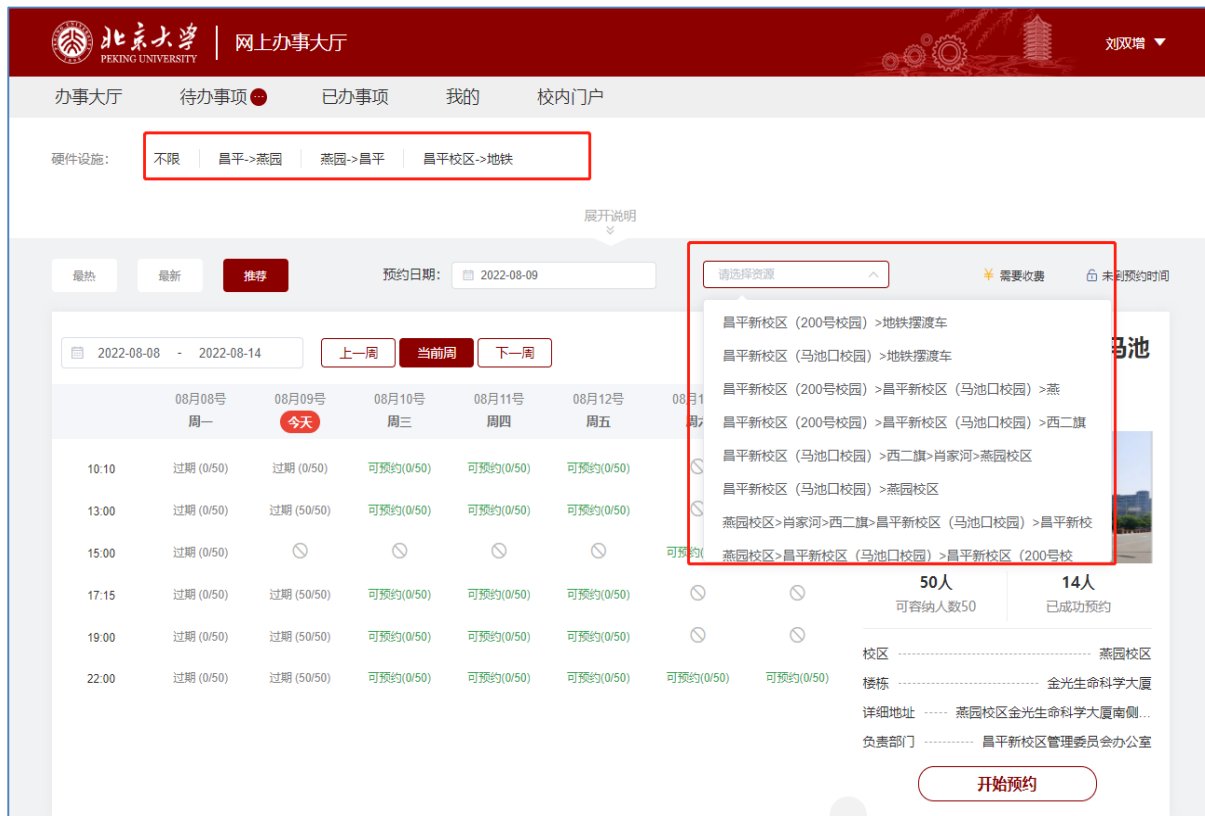 北京大学
PEKING UNIVERSITY
网上办事大厅
刘双增
办事大厅 待办事项 已办事项 我的 校内门户
硬件设施: 不限 昌平->燕园 燕园->昌平 昌平校区->地铁
展开说明
最热 最新 推荐 预约日期: 2022-08-09 请选择资源 ¥ 需要收费 未到预约时间
昌平新校区（200号校园）>地铁摆渡车
昌平新校区（马池口校园）>地铁摆渡车
昌平新校区（200号校园）>昌平新校区（马池口校园）>燕
昌平新校区（200号校园）>昌平新校区（马池口校园）>西二旗
昌平新校区（马池口校园）>西二旗>肖家河>燕园校区
昌平新校区（马池口校园）>燕园校区
燕园校区>肖家河>西二旗>昌平新校区（马池口校园）>昌平新校
燕园校区>昌平新校区（马池口校园）>昌平新校区（200号校
2022-08-08 - 2022-08-14 上一周 当前周 下一周
马池
08月08号 08月09号 08月10号 08月11号 08月12号 08月1
周一 今天 周三 周四 周五
10:10 过期 (0/50) 过期 (0/50) 可预约(0/50) 可预约(0/50) 可预约(0/50)
13:00 过期 (0/50) 过期 (50/50) 可预约(0/50) 可预约(0/50) 可预约(0/50)
15:00 过期 (0/50) 可预约(
17:15 过期 (0/50) 过期 (50/50) 可预约(0/50) 可预约(0/50) 可预约(0/50)
19:00 过期 (0/50) 过期 (50/50) 可预约(0/50) 可预约(0/50) 可预约(0/50)
22:00 过期 (0/50) 过期 (50/50) 可预约(0/50) 可预约(0/50) 可预约(0/50) 可预约(0/50) 可预约(0/50)
50人 14人
可容纳人数50 已成功预约
校区 燕园校区
楼栋 金光生命科学大厦
详细地址 燕园校区金光生命科学大厦南侧...
负责部门 昌平新校区管理委员会办公室
开始预约